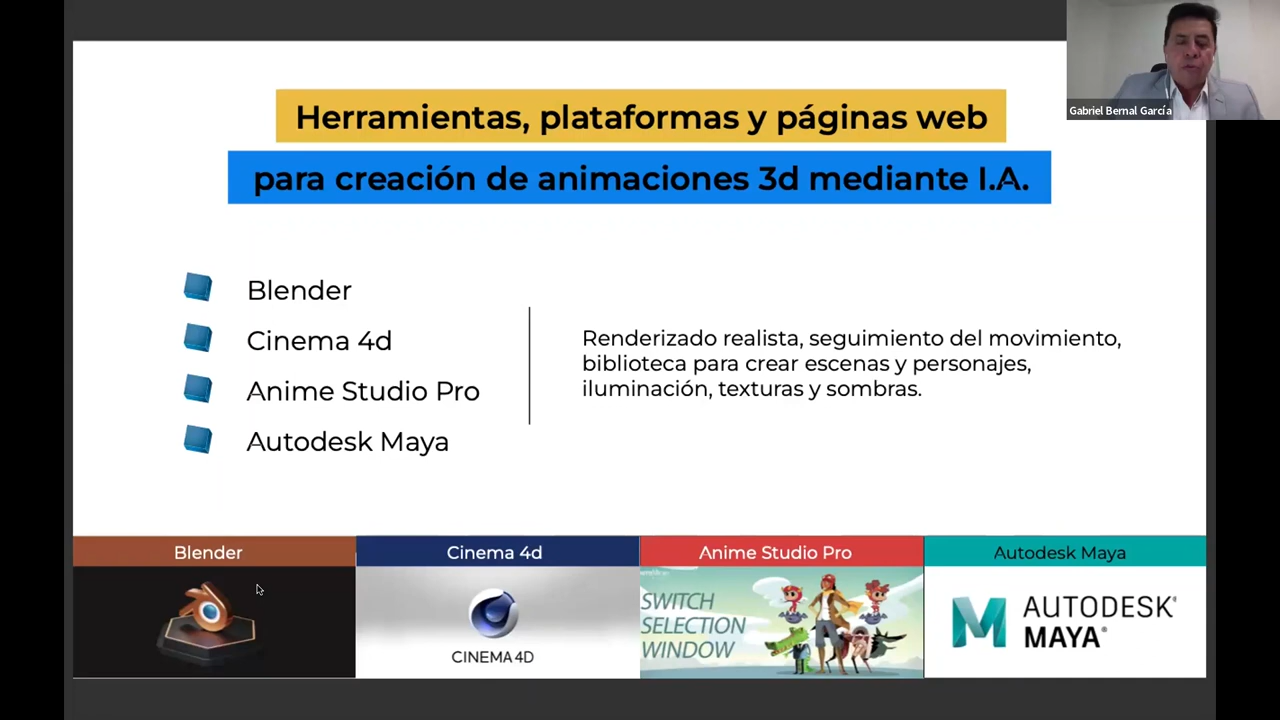 Gabriel Bernal García
Herramientas, plataformas y páginas web
para creación de animaciones 3d mediante I.A.
Blender
Cinema 4d
Anime Studio Pro
Autodesk Maya
Renderizado realista, seguimiento del movimiento,
biblioteca para crear escenas y personajes,
iluminación, texturas y sombras.
Blender
Cinema 4d
Anime Studio Pro
Autodesk Maya
SWITCH
SELECTION
WINDOW
CINEMA 4D
AUTODESK®
MAYA®